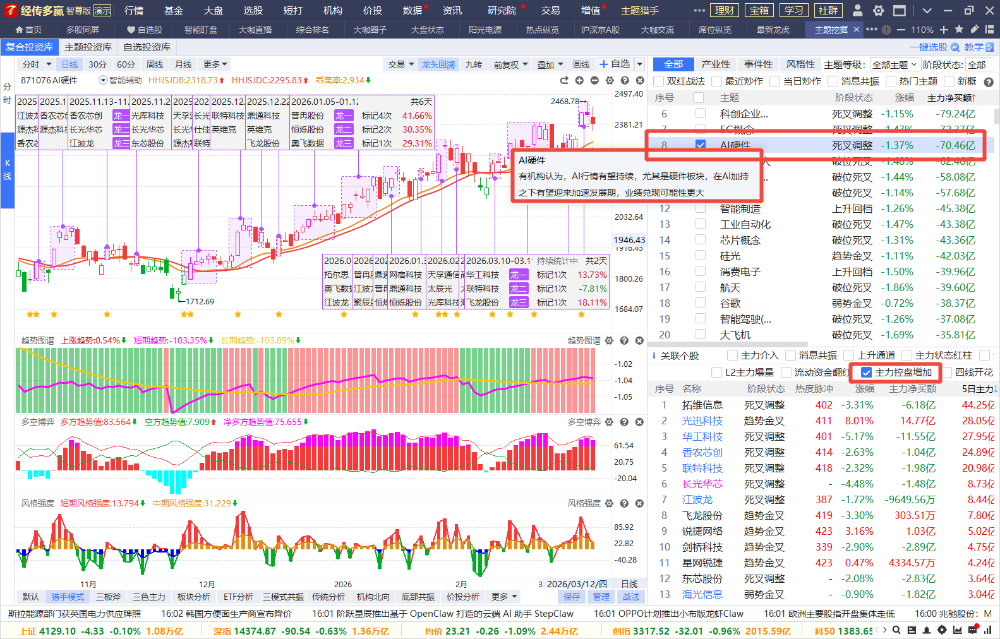 经传多赢 智尊版 演示 行情 基金 大盘 选股 短打 机构 价投 数据 资讯 研究院 交易 增值 主题猎手 理财 宝箱 学习 社群
首页 多股同屏 自选股 智能盯盘 大咖直播 综合排名 大咖圈子 大盘状态 阳光电源 热点纵览 沪深京A股 大咖交流 席位纵览 最新龙虎 主题挖掘 110%
复合投资库 主题投资库 自选投资库 一键选股 教学
分时 日线 30分 60分 周线 月线 更多 交易 龙头回溯 九转 前复权 叠加 画线 自选
871076 AI硬件 智能辅助 HHJSJDB:2318.73 HHJSJDC:2295.83 乖离率:2.934
分时
K线
2025. 2025.1 2025.11.13-11. 2025.11.2 2025. 202 2025.12. 2025.12.22 2026.01.05-01.12 共6天
江波龙 香农芯创 香农芯创 龙一 光库科技 天孚 长光 联特科技 鼎通科技 普冉股份 龙一 标记4次 41.66%
源杰科技 源杰科技 长光华芯 龙二 长光华芯 长光华 仕佳 英维克 英维克 恒烁股份 龙二 标记2次 30.35%
香农芯 江波龙 龙三 东芯股份 源杰科 联特 飞龙股份 奥飞数据 龙三 标记1次 29.31%
2468.78
1712.69
2497.40
2381.21
2032.64
1946.43
1916.45
1800.26
1684.07
2026.0 2026. 202 2026.01. 2026.02 2 2026.03.10-03.11 持续统计中 共2天
拓尔思 普冉股 鼎通 网宿科技 天孚通信 华工科技 龙一 标记1次 13.73%
奥飞数据 江波龙 普冉 鼎通科技 太辰光 联特科技 龙二 标记1次 -7.81%
江波龙 聚辰股 恒烁 恒烁股份 光库科技 飞龙股份 龙三 标记1次 18.11%
趋势图谱 上涨趋势:0.54% 短期趋势:-103.35% 长期趋势:-103.89% 趋势图谱
-1.02
-1.04
-1.05
多空博弈 多方趋势值:83.564 空方趋势值:7.909 净多方趋势值:75.655 多空博弈
61.54
20.75
-20.04
风格强度 短期风格强度:13.794 中期风格强度:31.229 风格强度
85.92
22.82
-40.28
11月 12月 2026 2月 3 2026/03/12/四 日线
默认 猎手模式 三板斧 三色主力 板块分析 ETF分析 三模式共振 传统分析 机构北向 底部共振 价投分析 更多 保存 管理 战法
全部 产业性 事件性 风格性 主题等级: 全部主题 阶段状态: 全部
双红战法 最近炒作 当日炒作 消息共振 热门主题 新概
序号 主题 阶段状态 涨幅 主力净买额↑
6 科创企业... 死叉调整 -1.15% -79.24亿
7 5G概念 -1.47% -72.37亿
8 AI硬件 死叉调整 -1.37% -70.46亿
人 -1.48% -62.46亿
.. 死叉调整 -1.44% -58.08亿
破位死叉 -1.14% -57.68亿
12 智能制造 上升回档 -1.26% -45.38亿
13 工业自动化 破位死叉 -1.47% -43.38亿
14 芯片概念 破位死叉 -1.31% -43.36亿
15 硅光 趋势金叉 -1.11% -42.03亿
16 消费电子 上升回档 -1.50% -39.96亿
17 航天 破位死叉 -1.86% -39.60亿
18 谷歌 弱势金叉 -0.72% -38.37亿
19 智能驾驶(... 破位死叉 -1.26% -37.08亿
20 大飞机 破位死叉 -1.69% -35.81亿
AI硬件
有机构认为，AI行情有望持续，尤其是硬件板块，在AI加持
之下有望迎来加速发展期，业绩兑现可能性更大
关联个股 主力介入 消息共振 上升通道 主力状态红柱
L2主力爆量 流动资金翻红 主力控盘增加 四线开花
序号 名称 阶段状态 热度脉冲 涨幅 主力净买额 5日主力↓
1 拓维信息 死叉调整 402 -3.31% -6.18亿 44.25亿
2 光迅科技 趋势金叉 411 8.01% 14.77亿 28.05亿
3 华工科技 死叉调整 401 -5.17% -11.55亿 27.95亿
4 香农芯创 死叉调整 414 -2.63% -1.04亿 24.89亿
5 联特科技 死叉调整 418 -2.32% -1.98亿 20.98亿
6 长光华芯 死叉调整 - -4.48% -1.48亿 8.73亿
7 江波龙 死叉调整 387 -1.72% -9649.56万 8.44亿
8 飞龙股份 趋势金叉 419 -3.30% 303.51万 7.80亿
9 锐捷网络 趋势金叉 423 3.16% 1.03亿 5.02亿
10 剑桥科技 趋势金叉 339 -2.90% -2.89亿 4.75亿
11 星网锐捷 趋势金叉 423 0.47% 4334.57万 4.24亿
12 东芯股份 死叉调整 - -2.08% -2.83亿 3.64亿
13 海光信息 弱势金叉 - -0.90% -1.82亿 3.04亿
斯拉能源部门获英国电力供应牌照 16:02 韩国方便面生产商宣布降价 16:01 阶跃星辰推出基于 OpenClaw 打造的云端 AI 助手 StepClaw 16:01 OPPO计划推出小布版龙虾Claw 16:01 欧洲主要股指开盘集体走低 16:00 兆驰股份：M
上证 4129.10 -4.33 -0.10% 1.08万亿 深指 14374.87 -90.54 -0.63% 1.36万亿 均价 23.21 -0.26 -1.09% 2.44万亿 创指 3317.52 -32.01 -0.96% 2015.59亿 科50 1383.65